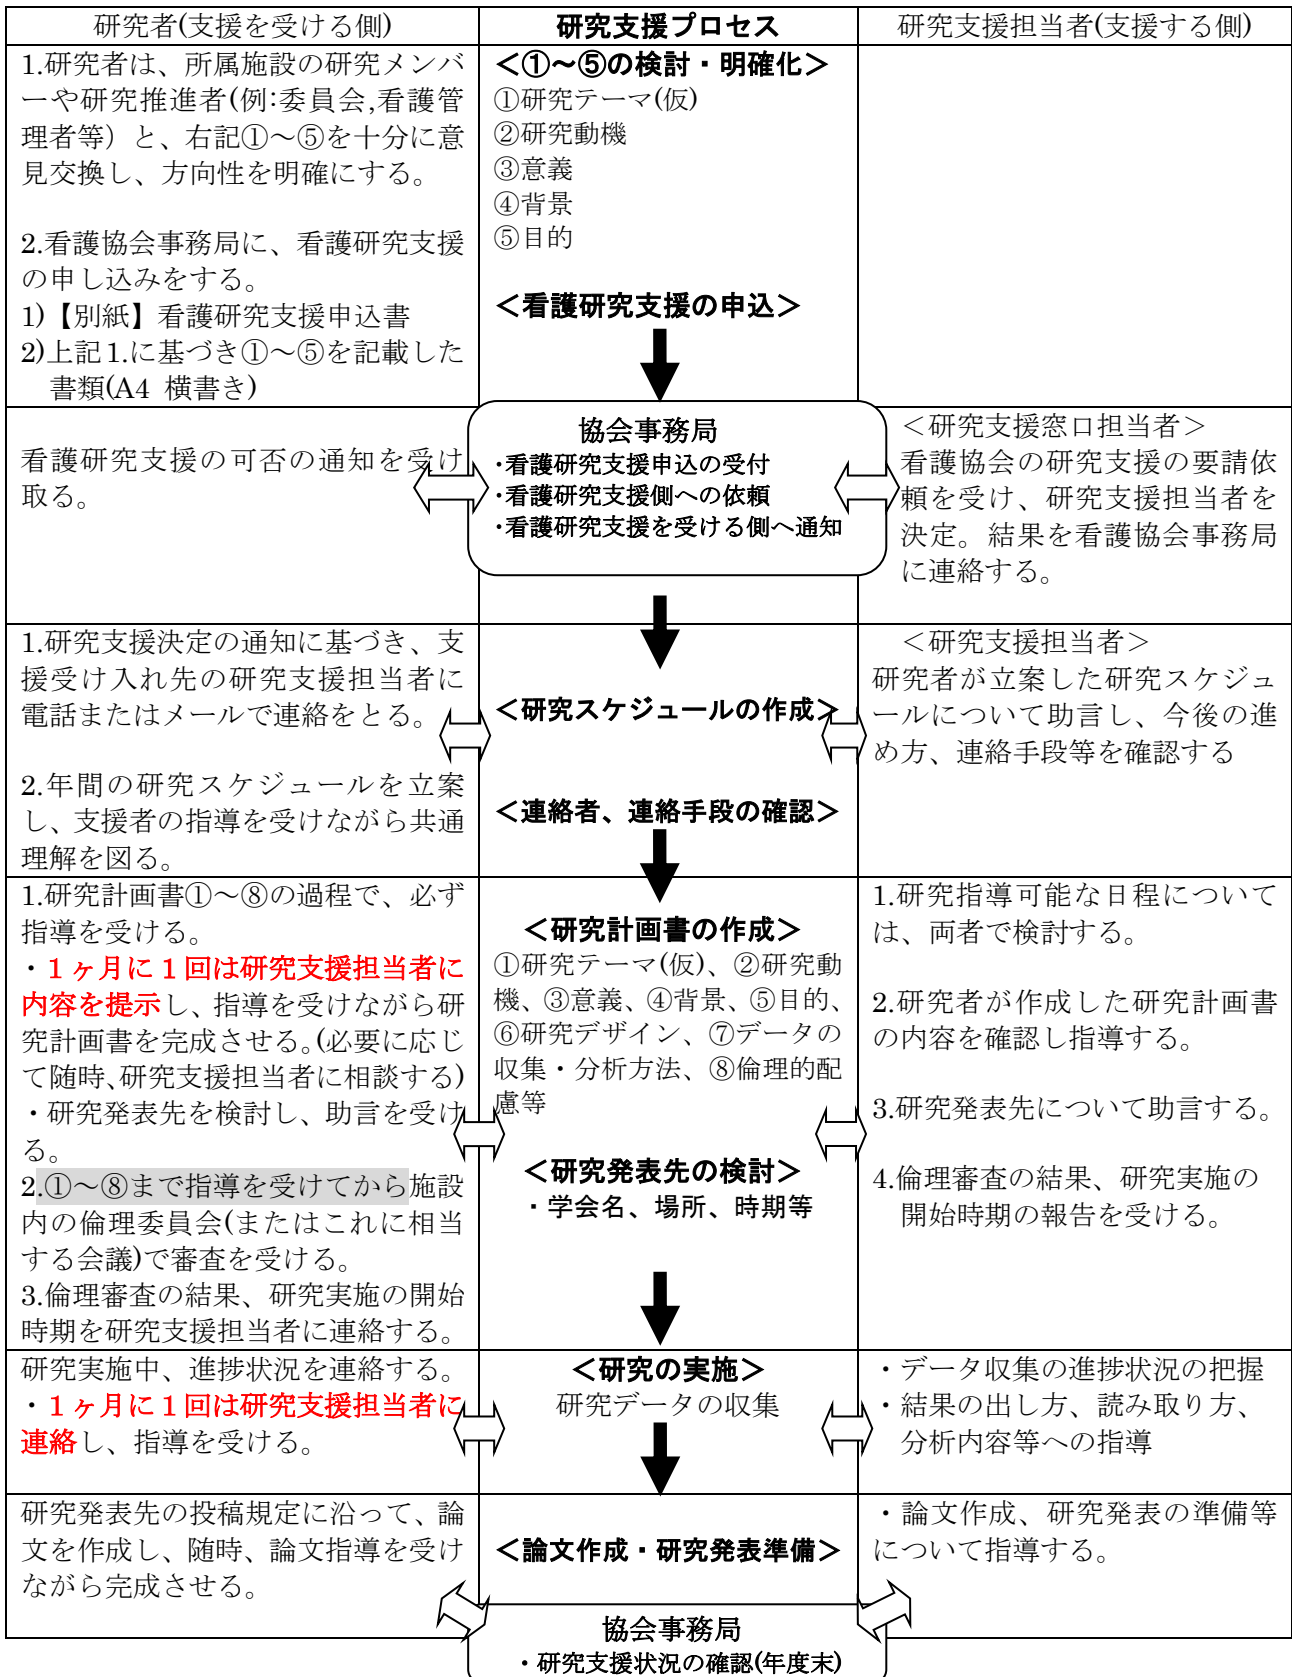 研究者(支援を受ける側)
研究支援プロセス
研究支援担当者(支援する側)
1.研究者は、所属施設の研究メンバ
ーや研究推進者(例:委員会,看護管
理者等）と、右記①～⑤を十分に意
見交換し、方向性を明確にする。
2.看護協会事務局に、看護研究支援
の申し込みをする。
1)【別紙】看護研究支援申込書
2)上記1.に基づき①～⑤を記載した
書類(A4 横書き)
＜①～⑤の検討・明確化＞
①研究テーマ(仮)
②研究動機
③意義
④背景
⑤目的
＜看護研究支援の申込＞
看護研究支援の可否の通知を受け
取る。
協会事務局
・看護研究支援申込の受付
・看護研究支援側への依頼
・看護研究支援を受ける側へ通知
＜研究支援窓口担当者＞
看護協会の研究支援の要請依
頼を受け、研究支援担当者を
決定。結果を看護協会事務局
に連絡する。
1.研究支援決定の通知に基づき、支
援受け入れ先の研究支援担当者に
電話またはメールで連絡をとる。
2.年間の研究スケジュールを立案
し、支援者の指導を受けながら共通
理解を図る。
＜研究スケジュールの作成＞
＜連絡者、連絡手段の確認＞
＜研究支援担当者＞
研究者が立案した研究スケジュ
ールについて助言し、今後の進
め方、連絡手段等を確認する
1.研究計画書①～⑧の過程で、必ず
指導を受ける。
・１ヶ月に１回は研究支援担当者に
内容を提示し、指導を受けながら研
究計画書を完成させる。(必要に応じ
て随時、研究支援担当者に相談する)
・研究発表先を検討し、助言を受け
る。
2.①～⑧まで指導を受けてから施設
内の倫理委員会(またはこれに相当
する会議)で審査を受ける。
3.倫理審査の結果、研究実施の開始
時期を研究支援担当者に連絡する。
＜研究計画書の作成＞
①研究テーマ(仮)、②研究動
機、③意義、④背景、⑤目的、
⑥研究デザイン、⑦データの
収集・分析方法、⑧倫理的配
慮等
＜研究発表先の検討＞
・学会名、場所、時期等
1.研究指導可能な日程について
は、両者で検討する。
2.研究者が作成した研究計画書
の内容を確認し指導する。
3.研究発表先について助言する。
4.倫理審査の結果、研究実施の
開始時期の報告を受ける。
研究実施中、進捗状況を連絡する。
・１ヶ月に１回は研究支援担当者に
連絡し、指導を受ける。
＜研究の実施＞
研究データの収集
・データ収集の進捗状況の把握
・結果の出し方、読み取り方、
分析内容等への指導
研究発表先の投稿規定に沿って、論
文を作成し、随時、論文指導を受け
ながら完成させる。
＜論文作成・研究発表準備＞
・論文作成、研究発表の準備等
について指導する。
協会事務局
・研究支援状況の確認(年度末)